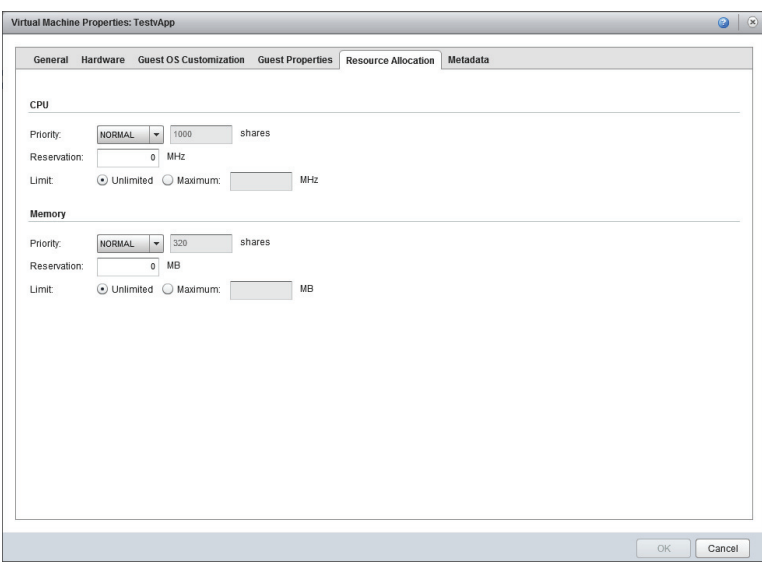 Virtual Machine Properties: TestvApp
General Hardware Guest OS Customization Guest Properties Resource Allocation Metadata
CPU
Priority: NORMAL 1000 shares
Reservation: 0 MHz
Limit: Unlimited Maximum: MHz
Memory
Priority: NORMAL 320 shares
Reservation: 0 MB
Limit: Unlimited Maximum: MB
OK Cancel